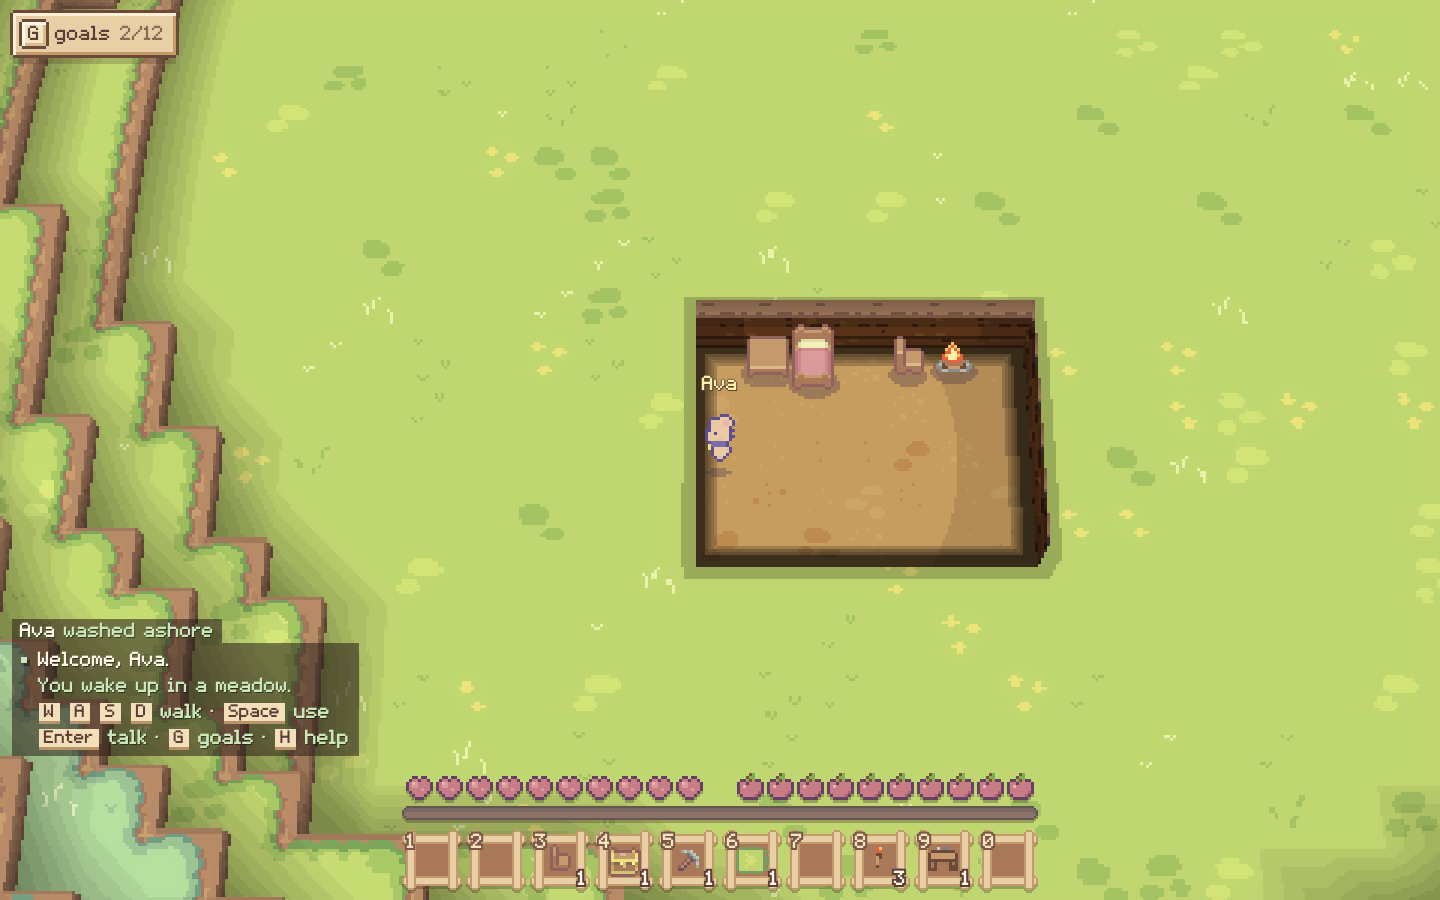 G goals 2/12
Ava
Ava washed ashore
Welcome, Ava.
You wake up in a meadow.
W A S D walk · Space use
Enter talk · G goals · H help
1 2 3 4 5 6 7 8 9 0
1 1 1 1 3 1